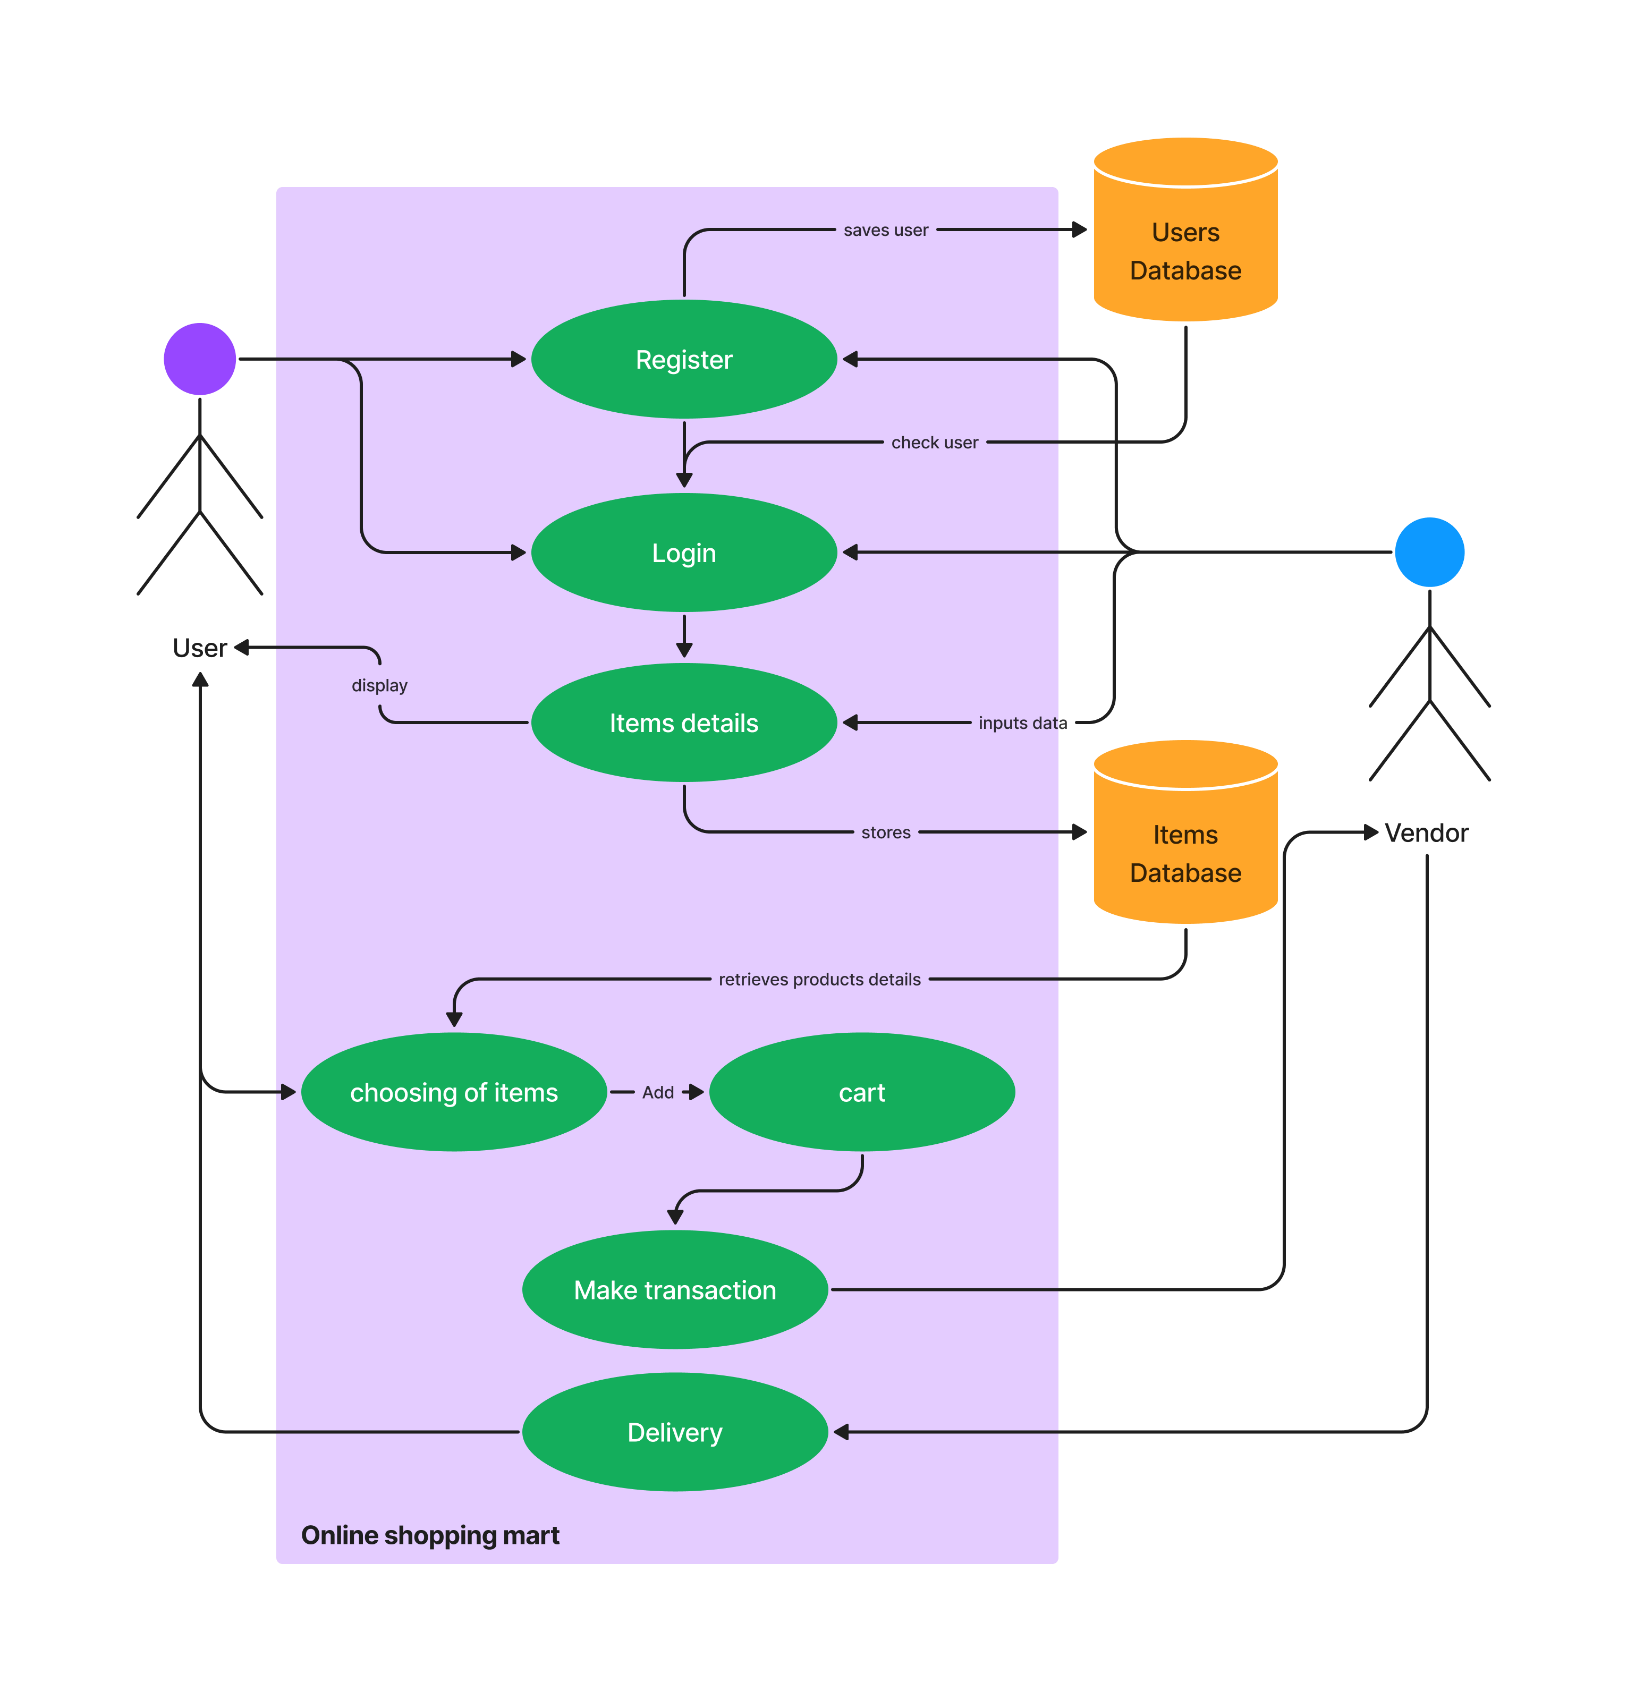 saves user
Users
Database
Register
check user
Login
User
display
Items details
inputs data
stores
Items
Database
Vendor
retrieves products details
choosing of items
Add
cart
Make transaction
Delivery
Online shopping mart